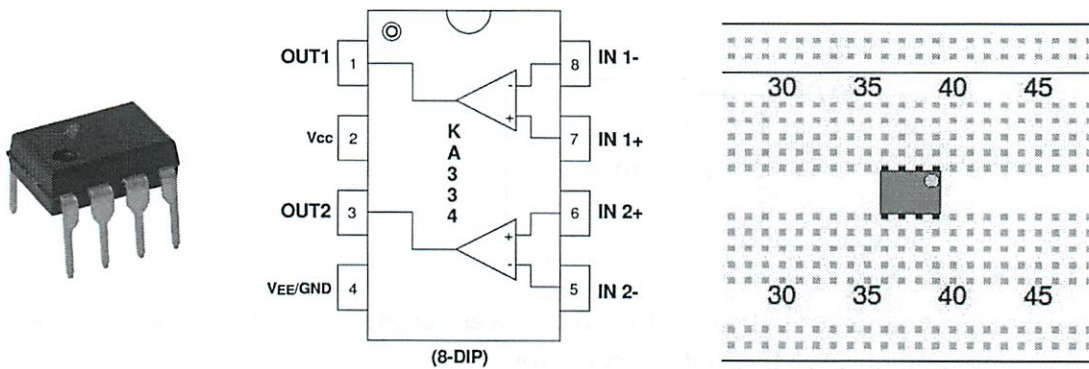 OUT1
1
8
IN 1-
-
+
Vcc
2
7
IN 1+
K
A
3
3
4
OUT2
3
6
IN 2+
+
-
VEE/GND
4
5
IN 2-
(8-DIP)
30 35 40 45
30 35 40 45